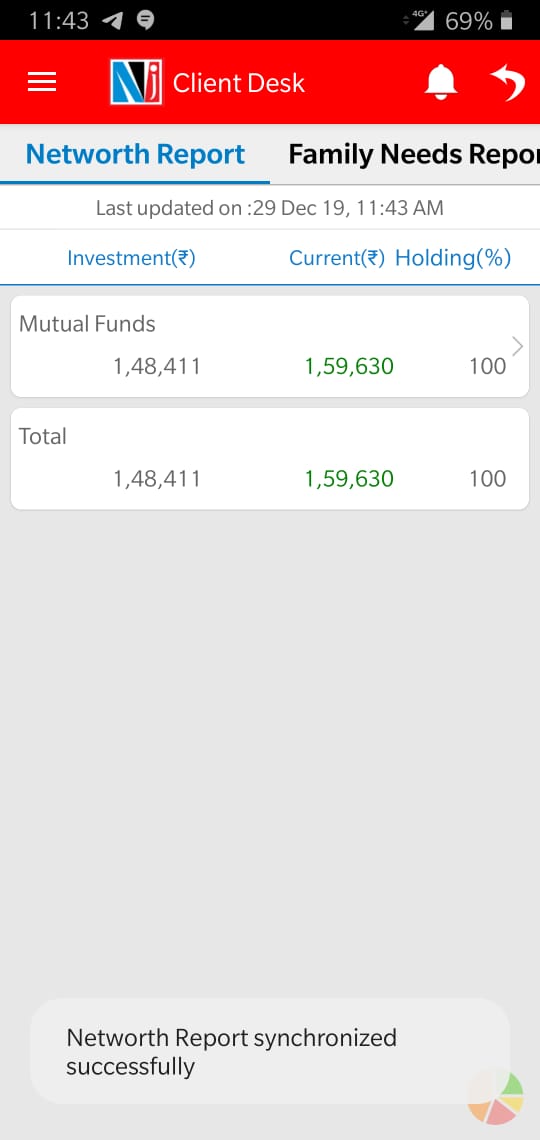 11:43 4G+ 69%
Nj Client Desk
Networth Report Family Needs Repor
Last updated on :29 Dec 19, 11:43 AM
Investment(₹) Current(₹) Holding(%)
Mutual Funds
1,48,411 1,59,630 100
Total
1,48,411 1,59,630 100
Networth Report synchronized
successfully